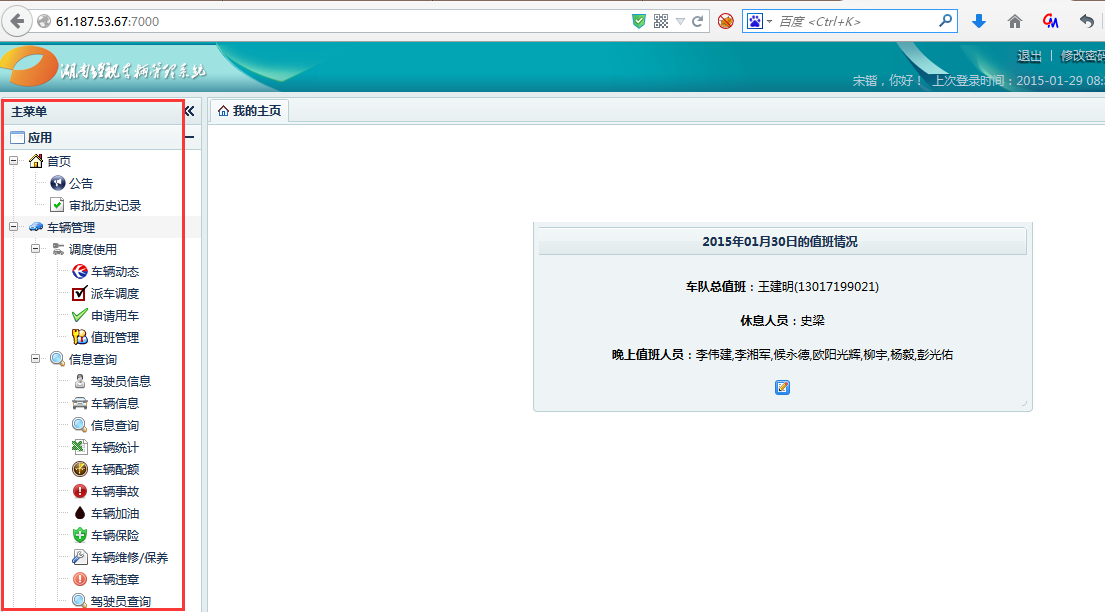 61.187.53.67:7000
百度 <Ctrl+K>
湖南卫视车辆管理系统
退出 | 修改密码
宋锴，你好！ 上次登录时间：2015-01-29 08:
主菜单
我的主页
应用
首页
公告
审批历史记录
车辆管理
调度使用
车辆动态
派车调度
申请用车
值班管理
信息查询
驾驶员信息
车辆信息
信息查询
车辆统计
车辆配额
车辆事故
车辆加油
车辆保险
车辆维修/保养
车辆违章
驾驶员查询
2015年01月30日的值班情况
车队总值班：王建明(13017199021)
休息人员：史梁
晚上值班人员：李伟建,李湘军,候永德,欧阳光辉,柳宇,杨毅,彭光佑